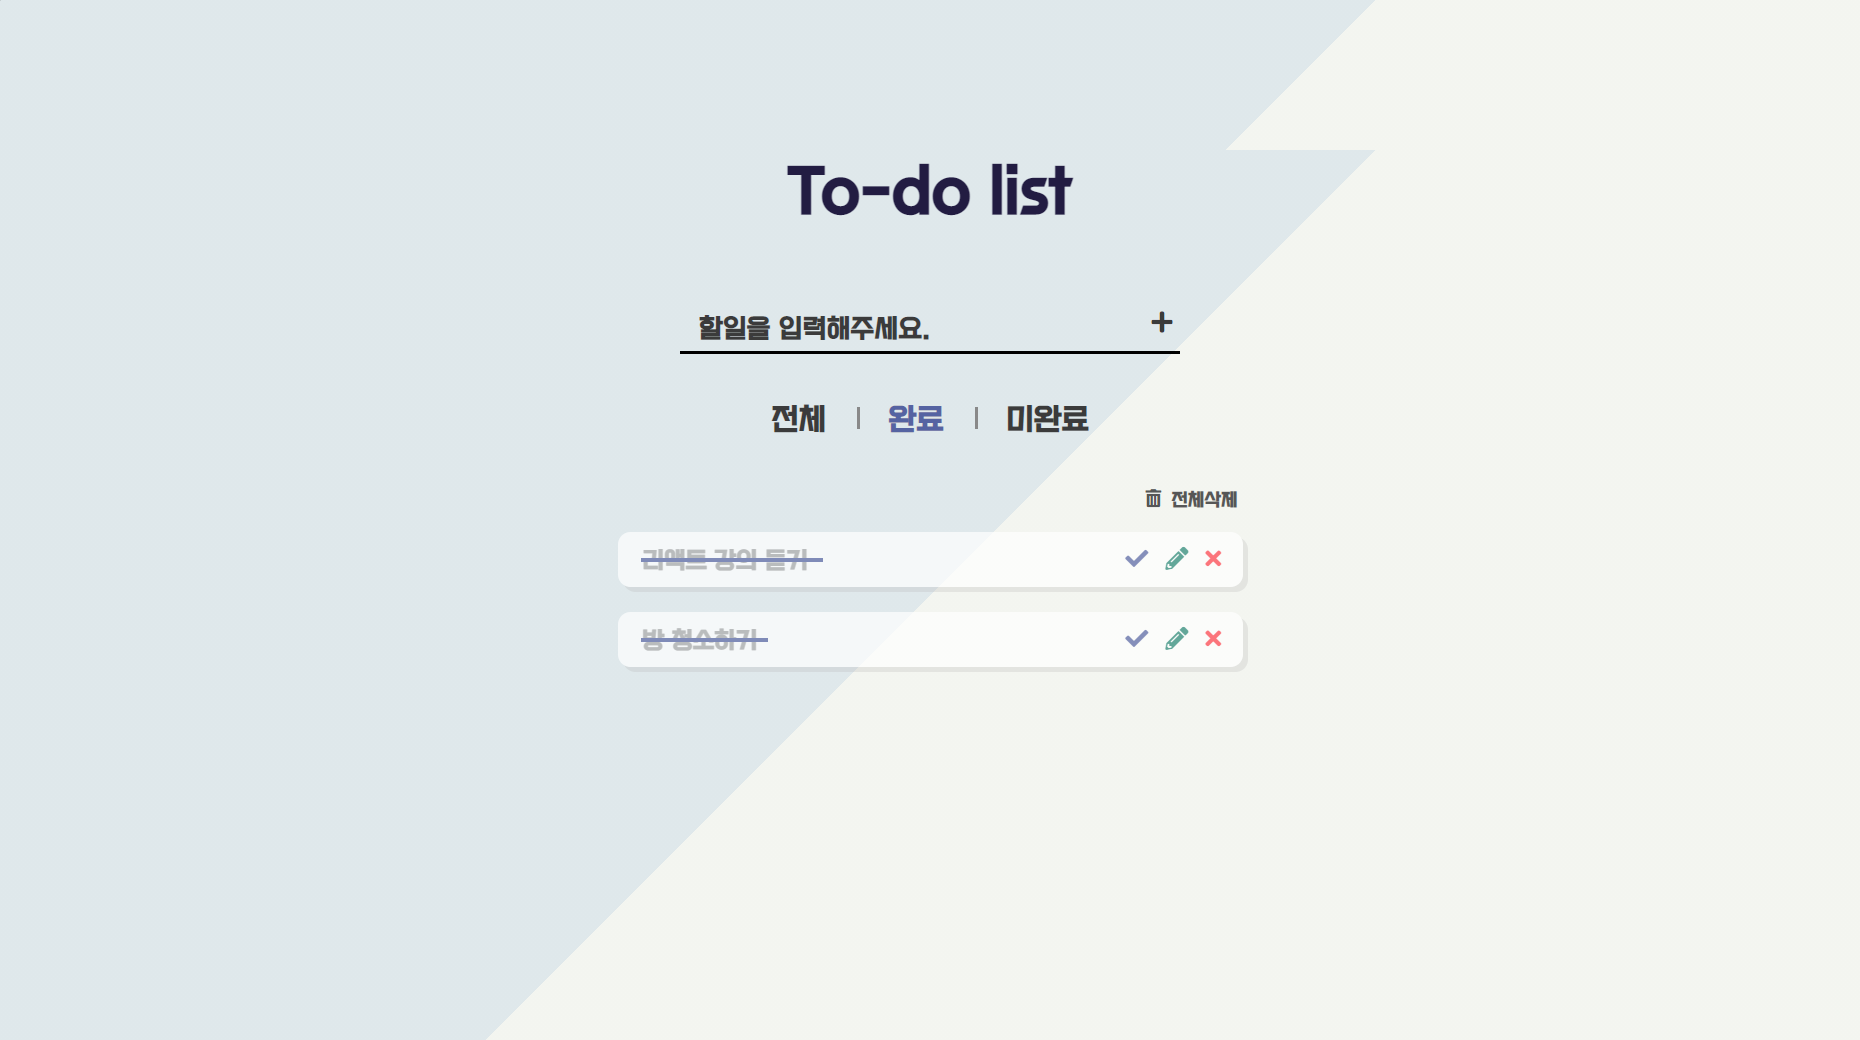 To-do list
할일을 입력해주세요.
전체 | 완료 | 미완료
전체삭제
리액트 강의 듣기
방 청소하기